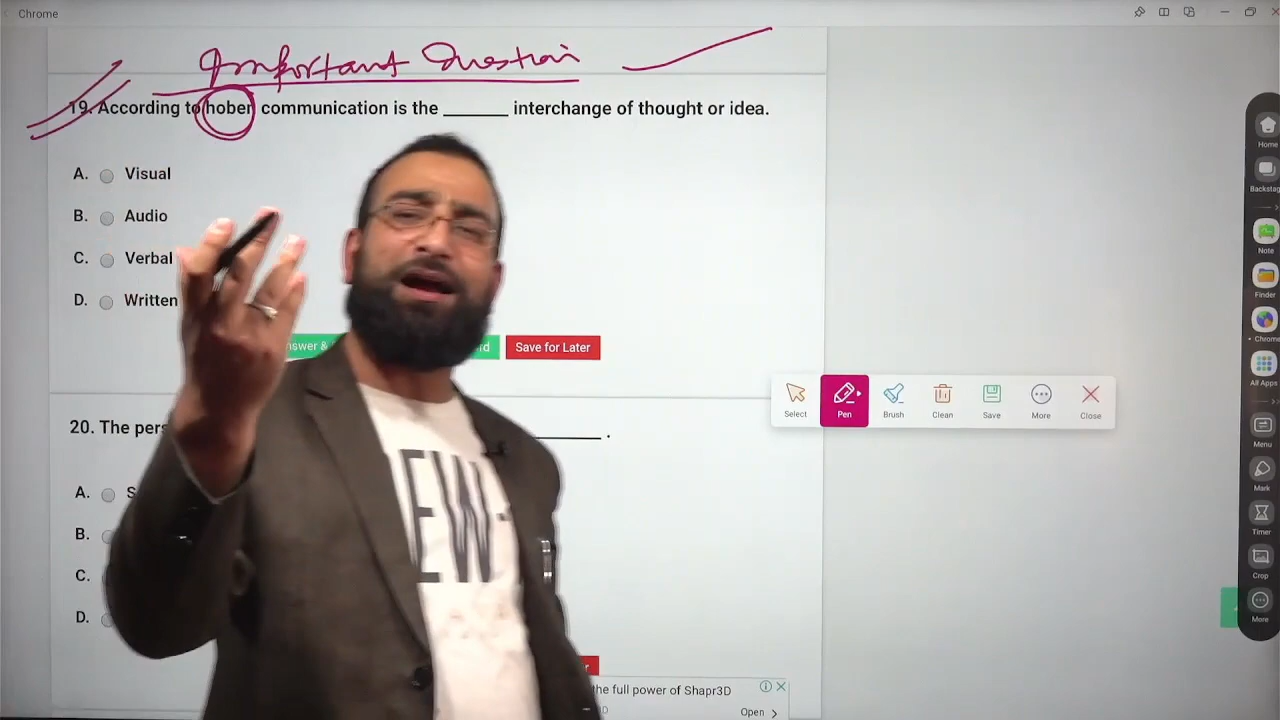 Chrome
Important Question
19. According to hober communication is the ______ interchange of thought or idea.
A. Visual
B. Audio
C. Verbal
D. Written
Save for Later
Select
Pen
Brush
Clean
Save
More
Close
20. The
A.
B.
C.
D.
the full power of Shapr3D
Open
Home
Note
Finder
Chrome
All Apps
Menu
Mark
Timer
Crop
More